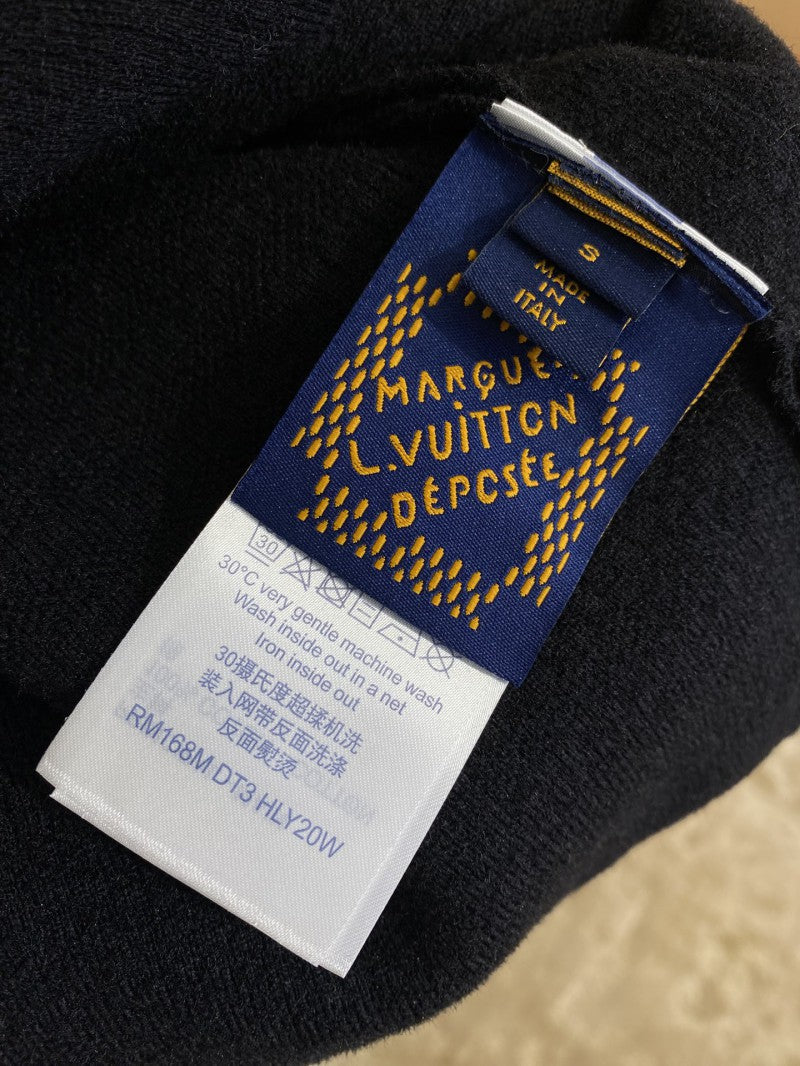 S
MADE
IN
ITALY
MARQUE
L.VUITTON
DÉPOSÉE
30
30°C very gentle machine wash
Wash inside out in a net
Iron inside out
30摄氏度超揉机洗
装入网带反面洗涤
反面熨烫
RM168M DT3 HLY20W